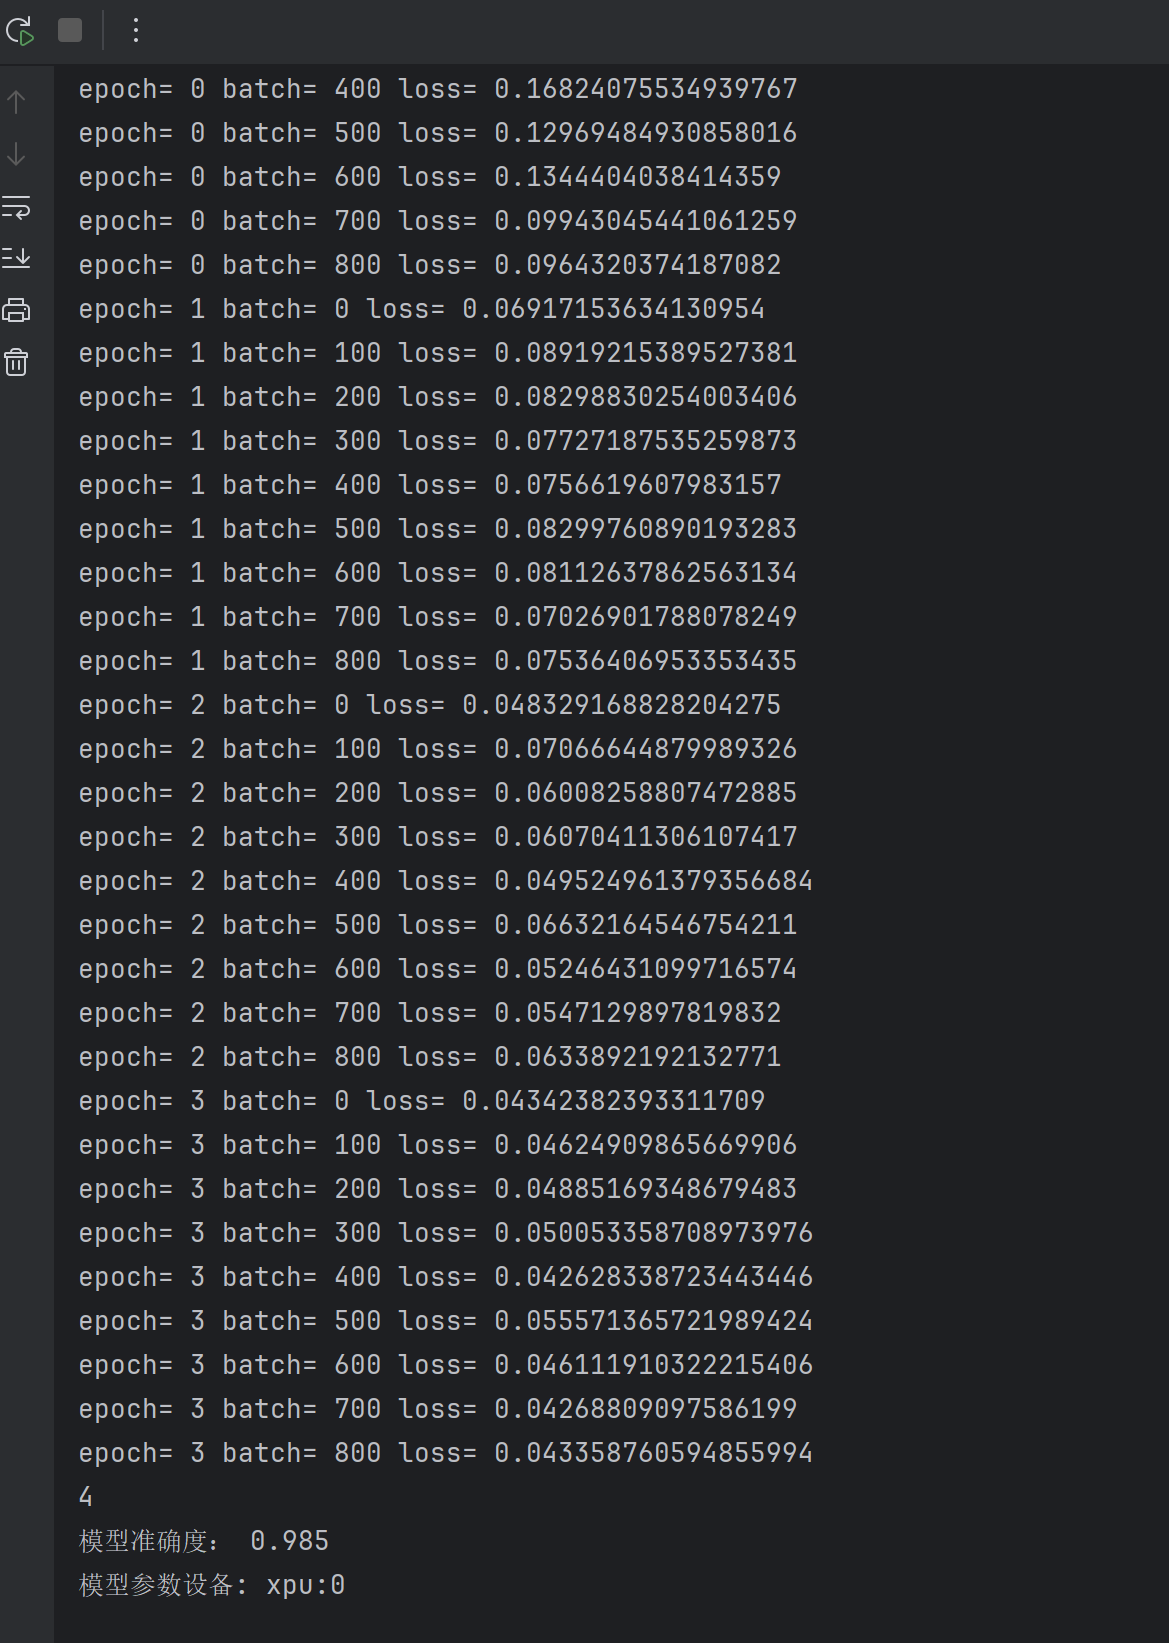 epoch= 0 batch= 400 loss= 0.16824075534939767
epoch= 0 batch= 500 loss= 0.12969484930858016
epoch= 0 batch= 600 loss= 0.1344404038414359
epoch= 0 batch= 700 loss= 0.09943045441061259
epoch= 0 batch= 800 loss= 0.0964320374187082
epoch= 1 batch= 0 loss= 0.06917153634130954
epoch= 1 batch= 100 loss= 0.08919215389527381
epoch= 1 batch= 200 loss= 0.08298830254003406
epoch= 1 batch= 300 loss= 0.07727187535259873
epoch= 1 batch= 400 loss= 0.0756619607983157
epoch= 1 batch= 500 loss= 0.08299760890193283
epoch= 1 batch= 600 loss= 0.08112637862563134
epoch= 1 batch= 700 loss= 0.07026901788078249
epoch= 1 batch= 800 loss= 0.07536406953353435
epoch= 2 batch= 0 loss= 0.048329168828204275
epoch= 2 batch= 100 loss= 0.07066644879989326
epoch= 2 batch= 200 loss= 0.06008258807472885
epoch= 2 batch= 300 loss= 0.06070411306107417
epoch= 2 batch= 400 loss= 0.049524961379356684
epoch= 2 batch= 500 loss= 0.06632164546754211
epoch= 2 batch= 600 loss= 0.05246431099716574
epoch= 2 batch= 700 loss= 0.0547129897819832
epoch= 2 batch= 800 loss= 0.0633892192132771
epoch= 3 batch= 0 loss= 0.04342382393311709
epoch= 3 batch= 100 loss= 0.04624909865669906
epoch= 3 batch= 200 loss= 0.04885169348679483
epoch= 3 batch= 300 loss= 0.050053358708973976
epoch= 3 batch= 400 loss= 0.042628338723443446
epoch= 3 batch= 500 loss= 0.055571365721989424
epoch= 3 batch= 600 loss= 0.046111910322215406
epoch= 3 batch= 700 loss= 0.04268809097586199
epoch= 3 batch= 800 loss= 0.043358760594855994
4
模型准确度： 0.985
模型参数设备: xpu:0